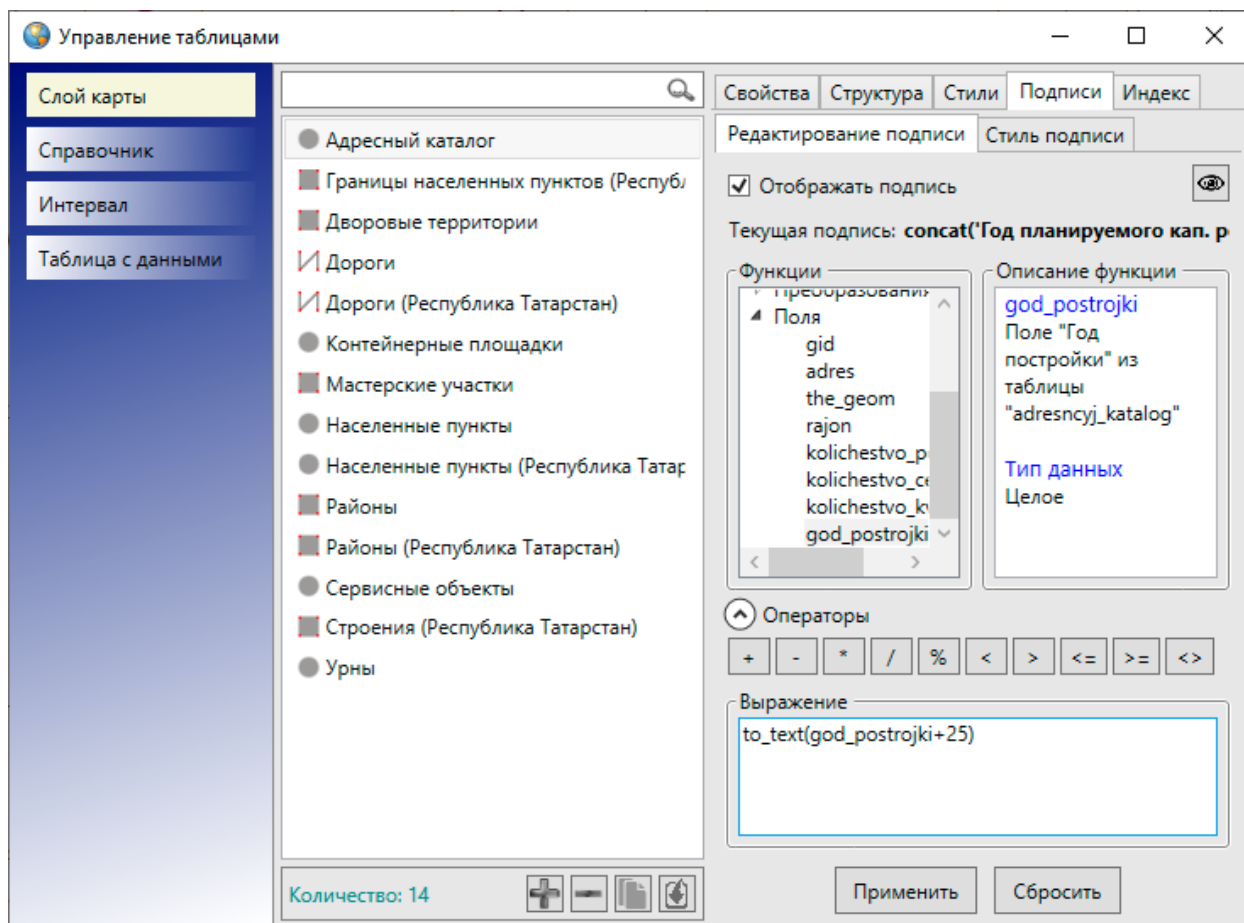 Управление таблицами
Слой карты
Справочник
Интервал
Таблица с данными
Адресный каталог
Границы населенных пунктов (Респуб
Дворовые территории
Дороги
Дороги (Республика Татарстан)
Контейнерные площадки
Мастерские участки
Населенные пункты
Населенные пункты (Республика Татар
Районы
Районы (Республика Татарстан)
Сервисные объекты
Строения (Республика Татарстан)
Урны
Количество: 14
Свойства Структура Стили Подписи Индекс
Редактирование подписи Стиль подписи
Отображать подпись
Текущая подпись: concat('Год планируемого кап. р
Функции
Преобразования
Поля
gid
adres
the_geom
rajon
kolichestvo_p
kolichestvo_ce
kolichestvo_kv
god_postrojki
Описание функции
god_postrojki
Поле "Год
постройки" из
таблицы
"adresncyj_katalog"
Тип данных
Целое
Операторы
+ - * / % < > <= >= <>
Выражение
to_text(god_postrojki+25)
Применить Сбросить